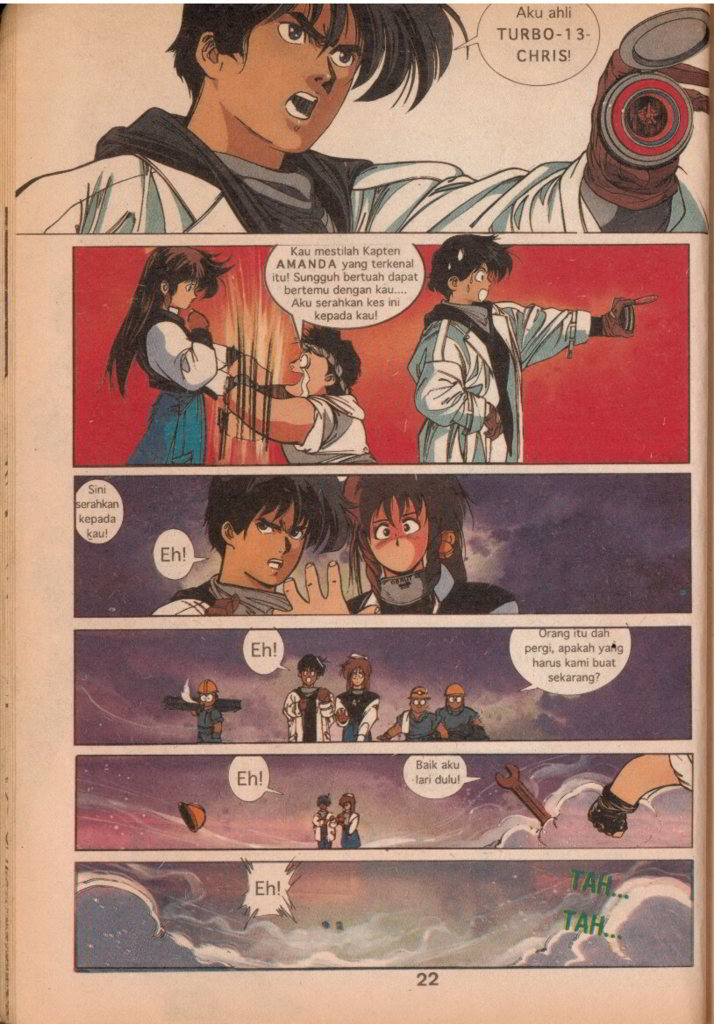 Aku ahli
TURBO-13-
CHRIS!
Kau mestilah Kapten
AMANDA yang terkenal
itu! Sungguh bertuah dapat
bertemu dengan kau....
Aku serahkan kes ini
kepada kau!
Sini
serahkan
kepada
kau!
Eh!
Eh!
Orang itu dah
pergi, apakah yang
harus kami buat
sekarang?
Eh!
Baik aku
lari dulu!
Eh!
TAH...
TAH...
22